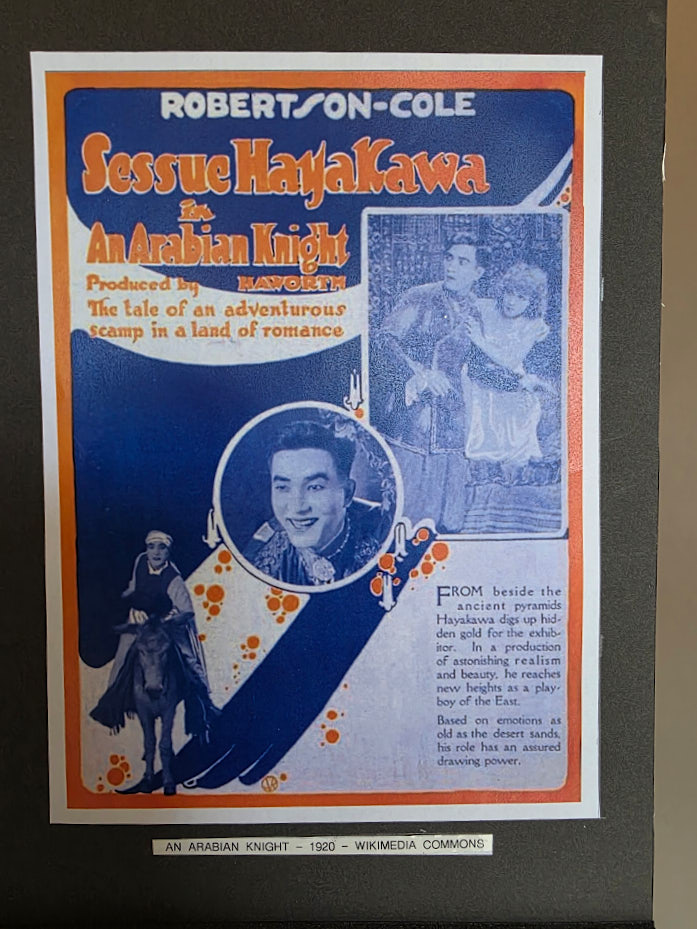 ROBERTSON-COLE
Sessue Hayakawa
in
An Arabian Knight
Produced by HAWORTH
The tale of an adventurous
scamp in a land of romance
FROM beside the
ancient pyramids
Hayakawa digs up hid-
den gold for the exhib-
itor. In a production
of astonishing realism
and beauty, he reaches
new heights as a play-
boy of the East.
Based on emotions as
old as the desert sands,
his role has an assured
drawing power.
AN ARABIAN KNIGHT – 1920 – WIKIMEDIA COMMONS